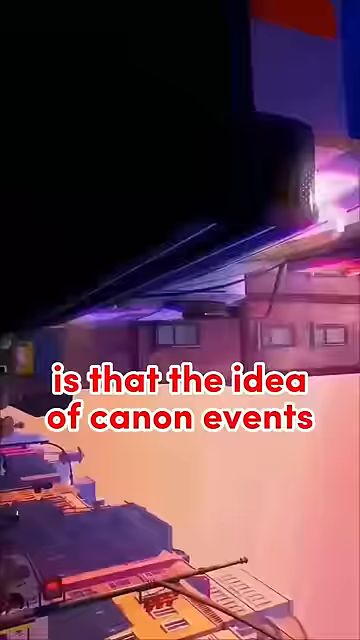 is that the idea
of canon events